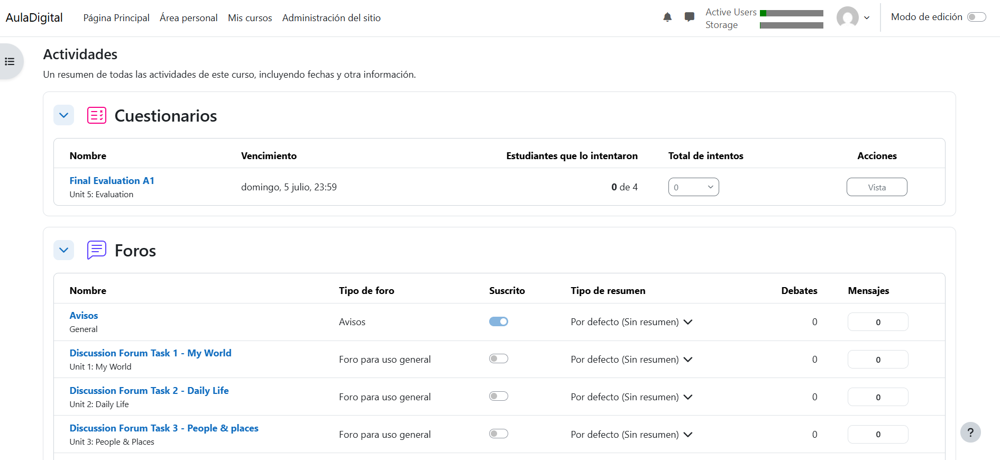 AulaDigital Página Principal Área personal Mis cursos Administración del sitio Active Users Modo de edición
Storage
Actividades
Un resumen de todas las actividades de este curso, incluyendo fechas y otra información.
Cuestionarios
Nombre Vencimiento Estudiantes que lo intentaron Total de intentos Acciones
Final Evaluation A1
Unit 5: Evaluation
domingo, 5 julio, 23:59 0 de 4 0 Vista
Foros
Nombre Tipo de foro Suscrito Tipo de resumen Debates Mensajes
Avisos
General
Avisos Por defecto (Sin resumen) 0 0
Discussion Forum Task 1 - My World
Unit 1: My World
Foro para uso general Por defecto (Sin resumen) 0 0
Discussion Forum Task 2 - Daily Life
Unit 2: Daily Life
Foro para uso general Por defecto (Sin resumen) 0 0
Discussion Forum Task 3 - People & places
Unit 3: People & Places
Foro para uso general Por defecto (Sin resumen) 0 0
?